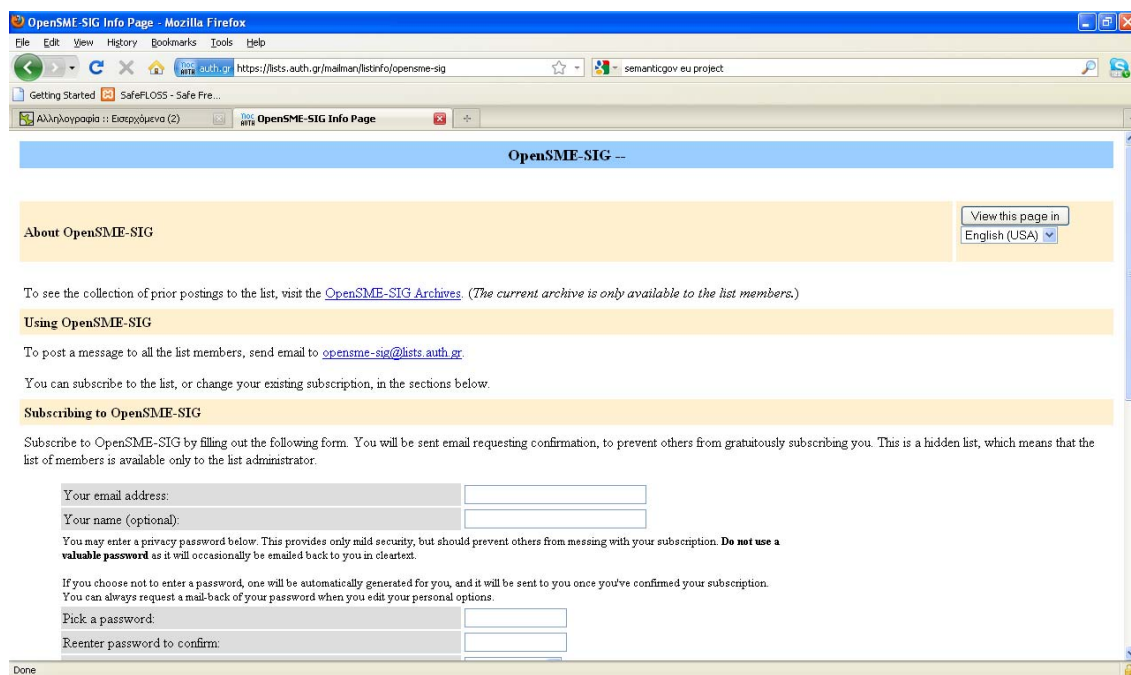 OpenSME-SIG Info Page - Mozilla Firefox
File Edit View History Bookmarks Tools Help
NOC AUTH auth.gr https://lists.auth.gr/mailman/listinfo/opensme-sig semanticgov eu project
Getting Started SafeFLOSS - Safe Fre...
Αλληλογραφία :: Εισερχόμενα (2) NOC AUTH OpenSME-SIG Info Page
OpenSME-SIG --
About OpenSME-SIG
View this page in
English (USA)
To see the collection of prior postings to the list, visit the OpenSME-SIG Archives. (The current archive is only available to the list members.)
Using OpenSME-SIG
To post a message to all the list members, send email to opensme-sig@lists.auth.gr.
You can subscribe to the list, or change your existing subscription, in the sections below.
Subscribing to OpenSME-SIG
Subscribe to OpenSME-SIG by filling out the following form. You will be sent email requesting confirmation, to prevent others from gratuitously subscribing you. This is a hidden list, which means that the
list of members is available only to the list administrator.
Your email address:
Your name (optional):
You may enter a privacy password below. This provides only mild security, but should prevent others from messing with your subscription. Do not use a
valuable password as it will occasionally be emailed back to you in cleartext.
If you choose not to enter a password, one will be automatically generated for you, and it will be sent to you once you've confirmed your subscription.
You can always request a mail-back of your password when you edit your personal options.
Pick a password:
Reenter password to confirm:
Done